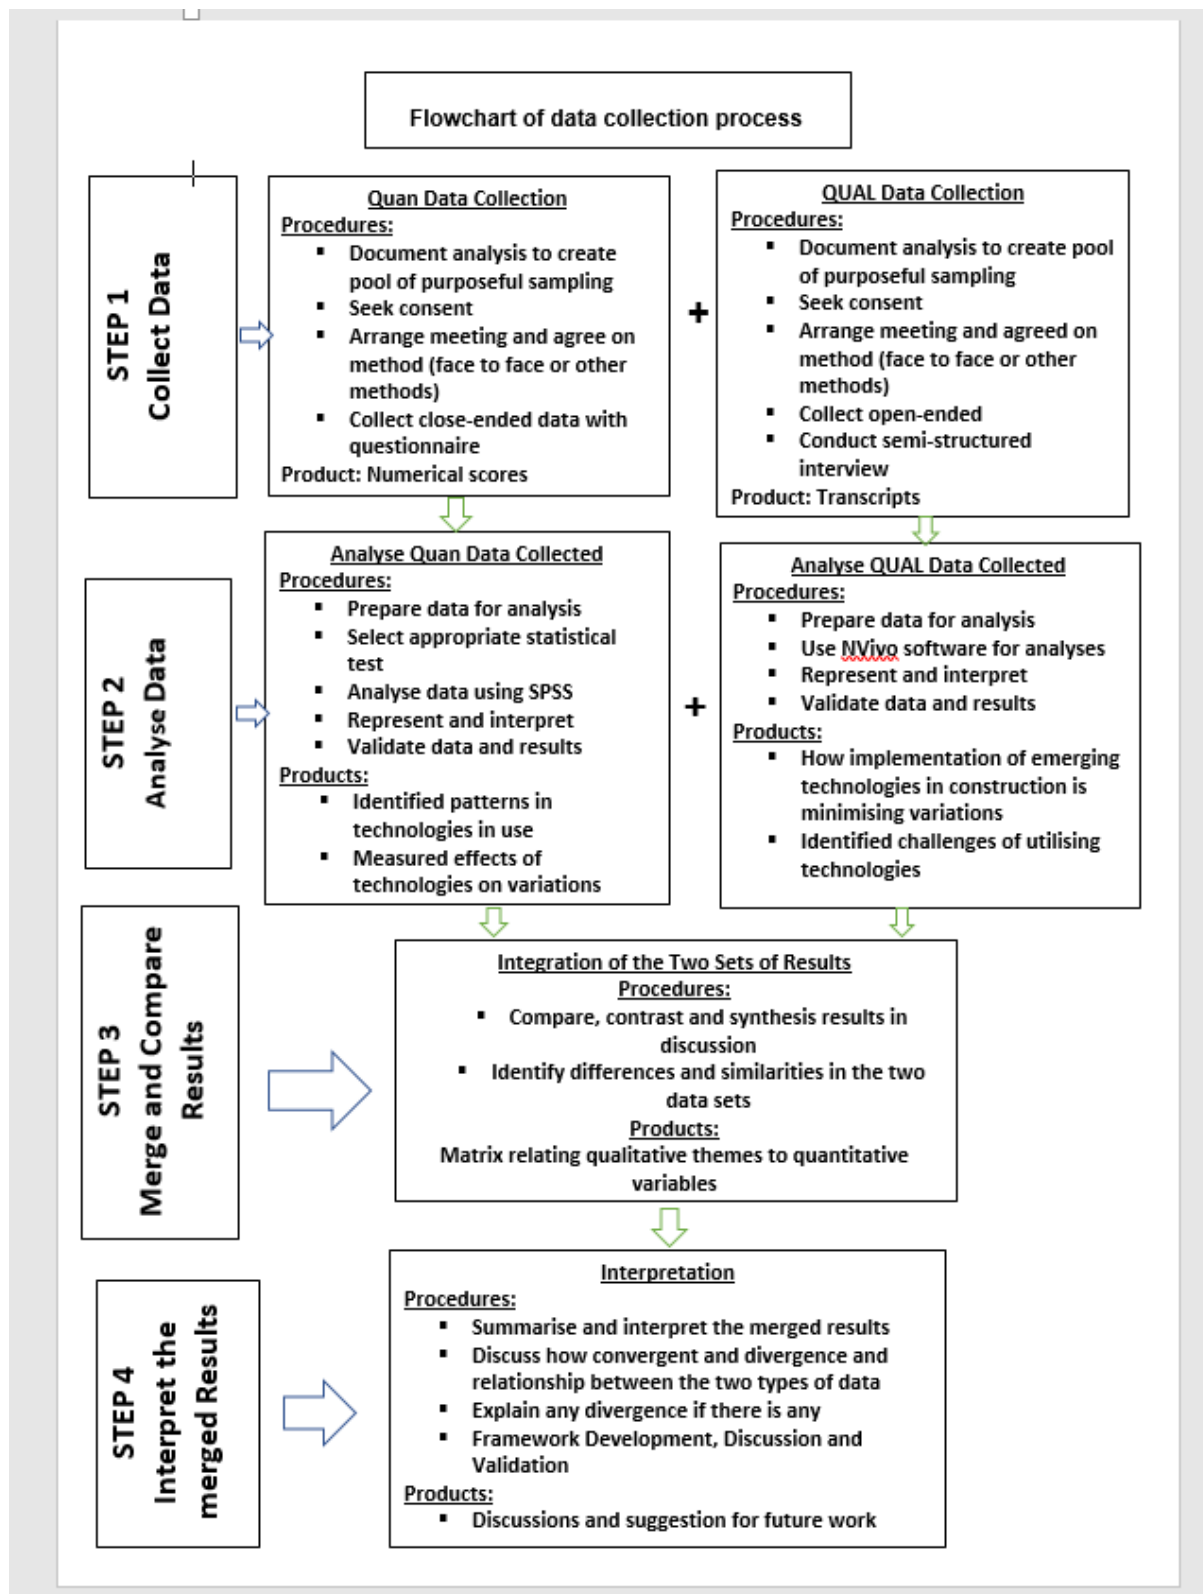 Flowchart of data collection process
STEP 1
Collect Data
Quan Data Collection
Procedures:
▪ Document analysis to create
pool of purposeful sampling
▪ Seek consent
▪ Arrange meeting and agree on
method (face to face or other
methods)
▪ Collect close-ended data with
questionnaire
Product: Numerical scores
+
QUAL Data Collection
Procedures:
▪ Document analysis to create pool
of purposeful sampling
▪ Seek consent
▪ Arrange meeting and agreed on
method (face to face or other
methods)
▪ Collect open-ended
▪ Conduct semi-structured
interview
Product: Transcripts
STEP 2
Analyse Data
Analyse Quan Data Collected
Procedures:
▪ Prepare data for analysis
▪ Select appropriate statistical
test
▪ Analyse data using SPSS
▪ Represent and interpret
▪ Validate data and results
Products:
▪ Identified patterns in
technologies in use
▪ Measured effects of
technologies on variations
+
Analyse QUAL Data Collected
Procedures:
▪ Prepare data for analysis
▪ Use NVivo software for analyses
▪ Represent and interpret
▪ Validate data and results
Products:
▪ How implementation of emerging
technologies in construction is
minimising variations
▪ Identified challenges of utilising
technologies
STEP 3
Merge and Compare
Results
Integration of the Two Sets of Results
Procedures:
▪ Compare, contrast and synthesis results in
discussion
▪ Identify differences and similarities in the two
data sets
Products:
Matrix relating qualitative themes to quantitative
variables
STEP 4
Interpret the
merged Results
Interpretation
Procedures:
▪ Summarise and interpret the merged results
▪ Discuss how convergent and divergence and
relationship between the two types of data
▪ Explain any divergence if there is any
▪ Framework Development, Discussion and
Validation
Products:
▪ Discussions and suggestion for future work